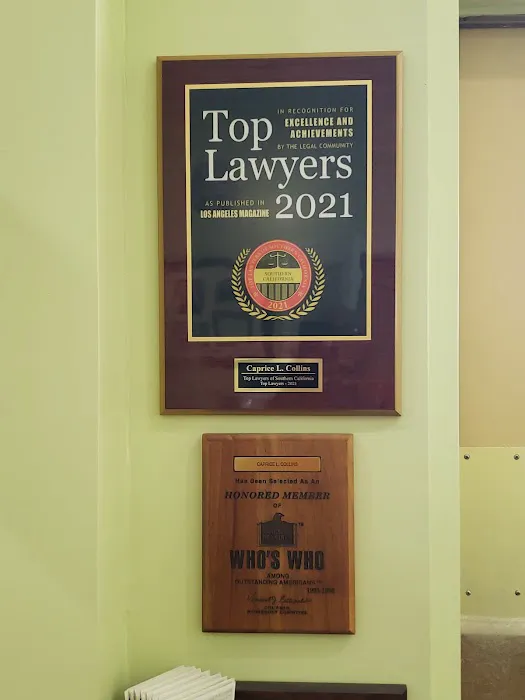 Top
IN RECOGNITION FOR
EXCELLENCE AND
ACHIEVEMENTS
BY THE LEGAL COMMUNITY
Lawyers
AS PUBLISHED IN
LOS ANGELES MAGAZINE
2021
SOUTHERN
CALIFORNIA
2021
Caprice L. Collins
Top Lawyers of Southern California
Top Lawyers - 2021
CAPRICE L. COLLINS
Has Been Selected As An
HONORED MEMBER
OF
WHO'S WHO
AMONG
OUTSTANDING AMERICANS